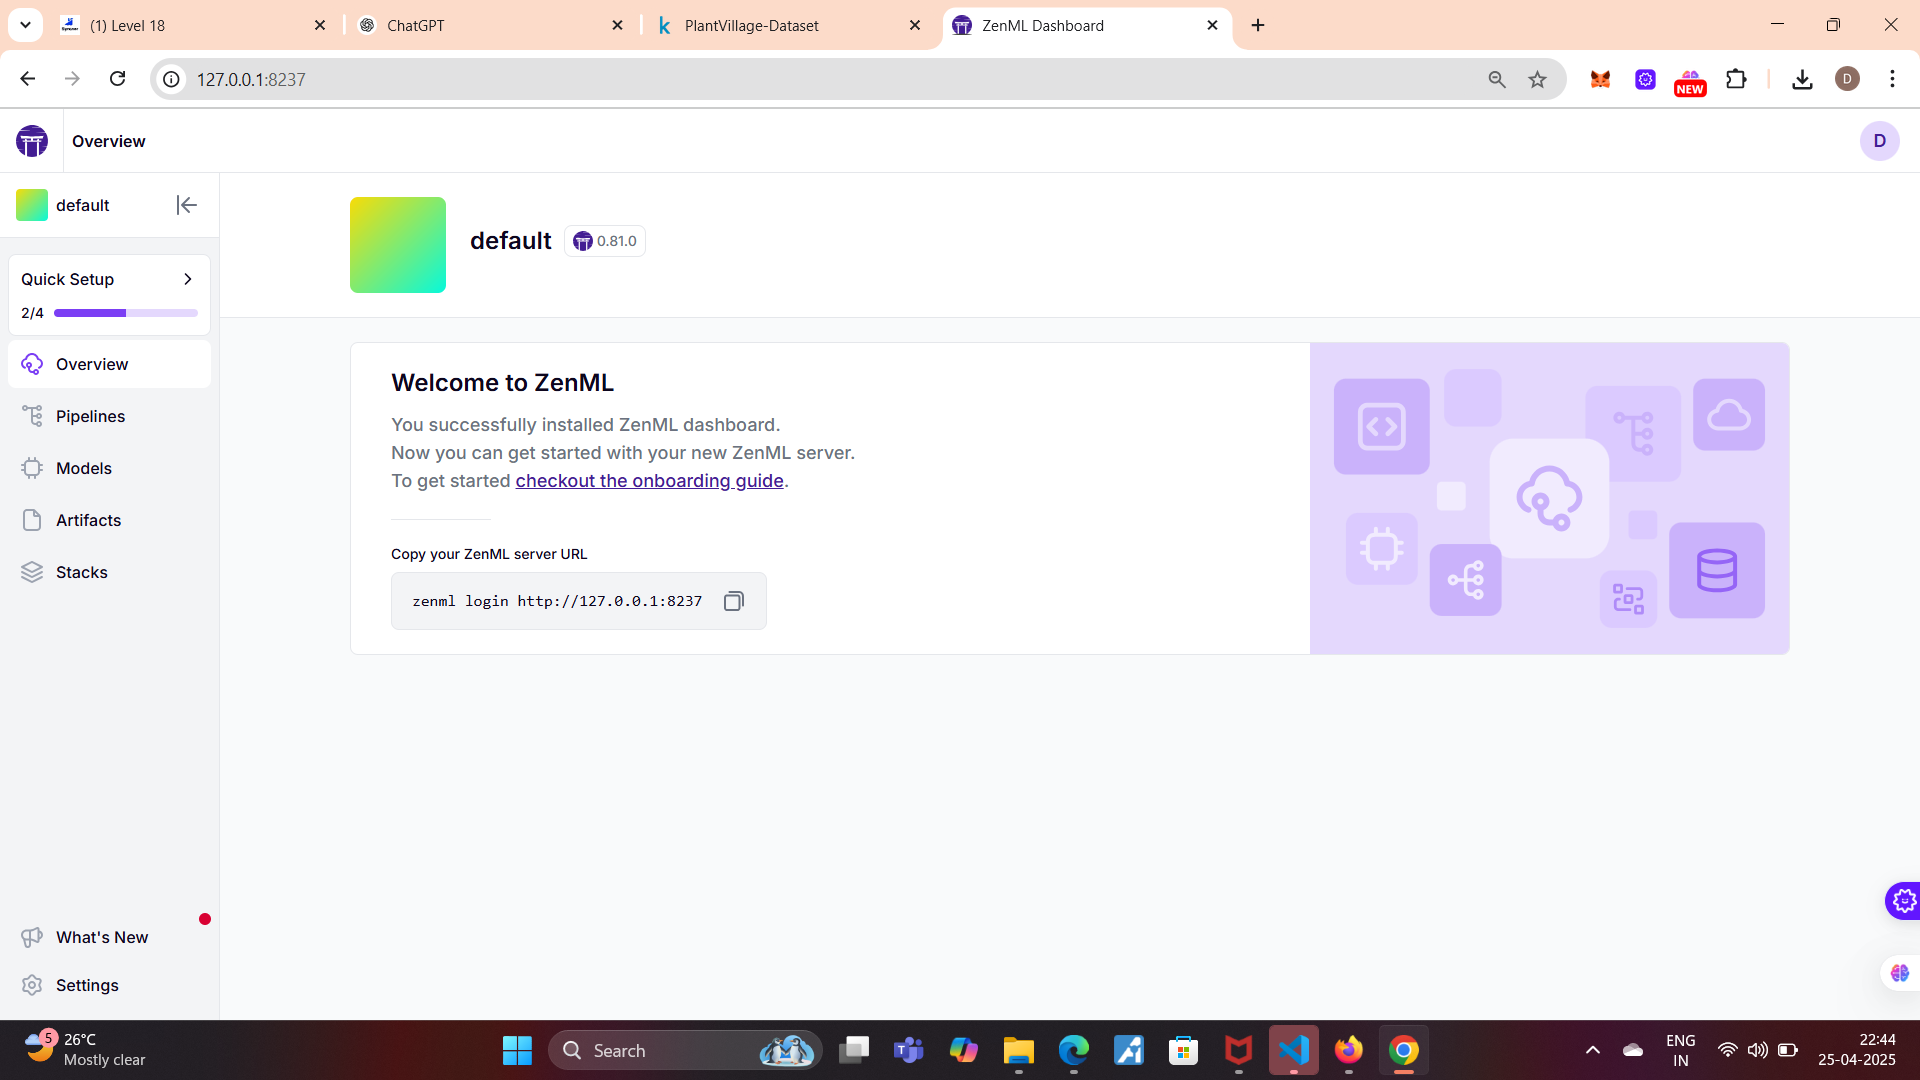 (1) Level 18
ChatGPT
PlantVillage-Dataset
ZenML Dashboard
127.0.0.1:8237
NEW
D
Overview
D
default
Quick Setup
2/4
Overview
Pipelines
Models
Artifacts
Stacks
What's New
Settings
default
0.81.0
Welcome to ZenML
You successfully installed ZenML dashboard.
Now you can get started with your new ZenML server.
To get started checkout the onboarding guide.
Copy your ZenML server URL
zenml login http://127.0.0.1:8237
5
26°C
Mostly clear
Search
ENG
IN
22:44
25-04-2025